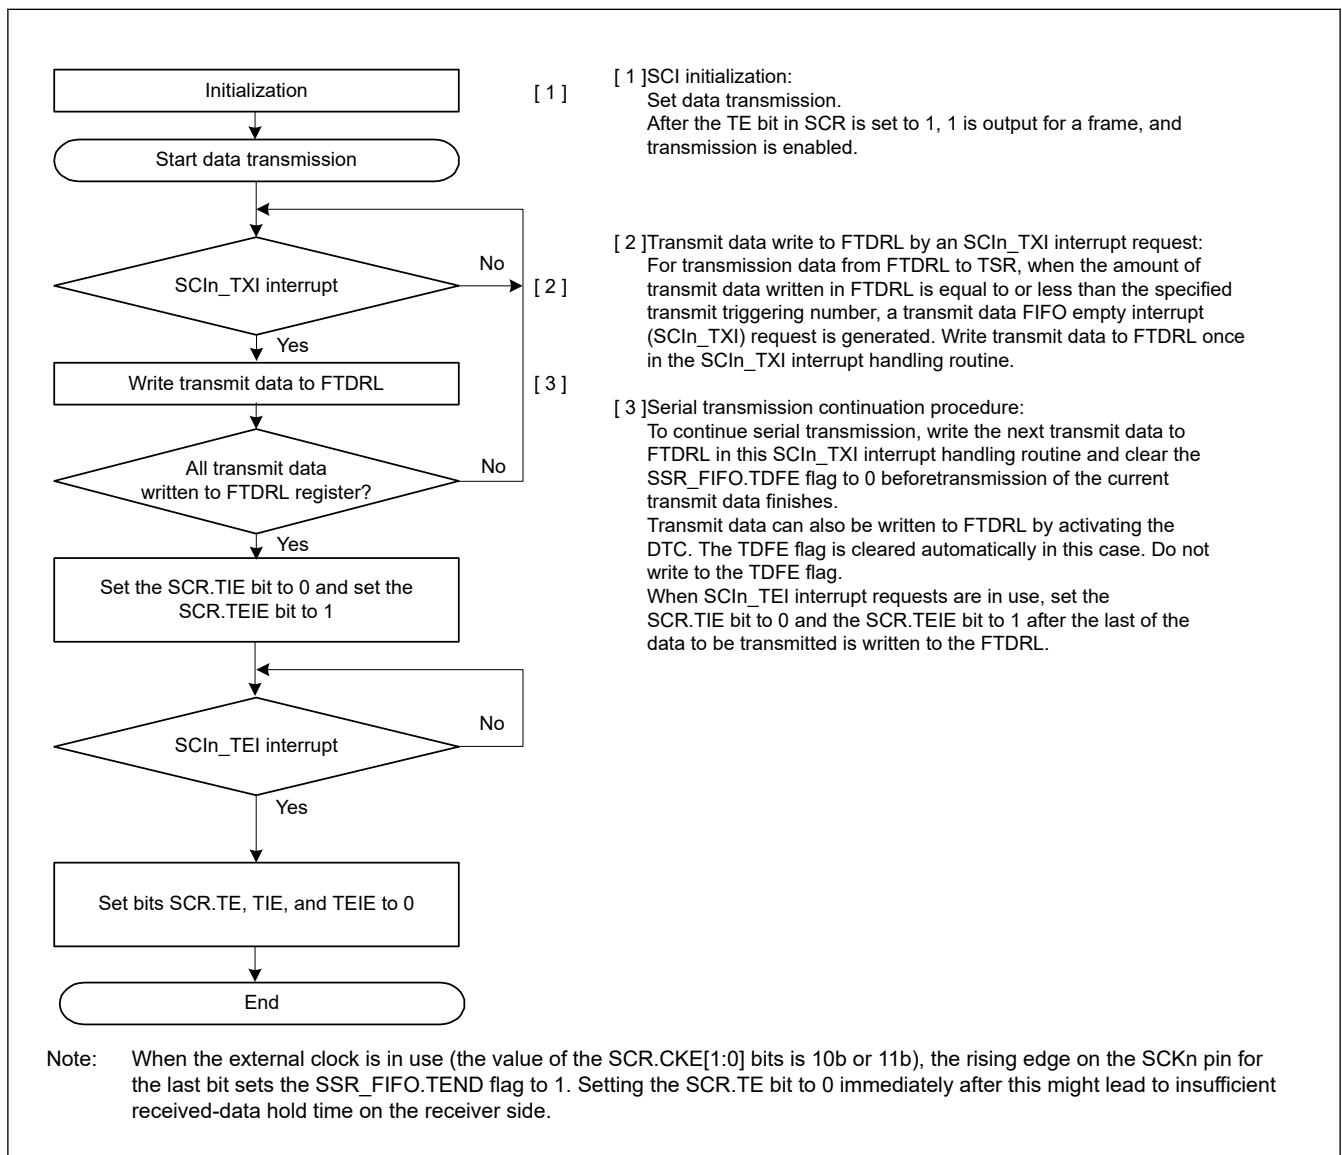 Initialization
[ 1 ]
Start data transmission
SCIn_TXI interrupt
No
[ 2 ]
Yes
Write transmit data to FTDRL
[ 3 ]
All transmit data
written to FTDRL register?
No
Yes
Set the SCR.TIE bit to 0 and set the
SCR.TEIE bit to 1
SCIn_TEI interrupt
No
Yes
Set bits SCR.TE, TIE, and TEIE to 0
End
[ 1 ]SCI initialization:
Set data transmission.
After the TE bit in SCR is set to 1, 1 is output for a frame, and
transmission is enabled.
[ 2 ]Transmit data write to FTDRL by an SCIn_TXI interrupt request:
For transmission data from FTDRL to TSR, when the amount of
transmit data written in FTDRL is equal to or less than the specified
transmit triggering number, a transmit data FIFO empty interrupt
(SCIn_TXI) request is generated. Write transmit data to FTDRL once
in the SCIn_TXI interrupt handling routine.
[ 3 ]Serial transmission continuation procedure:
To continue serial transmission, write the next transmit data to
FTDRL in this SCIn_TXI interrupt handling routine and clear the
SSR_FIFO.TDFE flag to 0 beforetransmission of the current
transmit data finishes.
Transmit data can also be written to FTDRL by activating the
DTC. The TDFE flag is cleared automatically in this case. Do not
write to the TDFE flag.
When SCIn_TEI interrupt requests are in use, set the
SCR.TIE bit to 0 and the SCR.TEIE bit to 1 after the last of the
data to be transmitted is written to the FTDRL.
Note: When the external clock is in use (the value of the SCR.CKE[1:0] bits is 10b or 11b), the rising edge on the SCKn pin for
the last bit sets the SSR_FIFO.TEND flag to 1. Setting the SCR.TE bit to 0 immediately after this might lead to insufficient
received-data hold time on the receiver side.